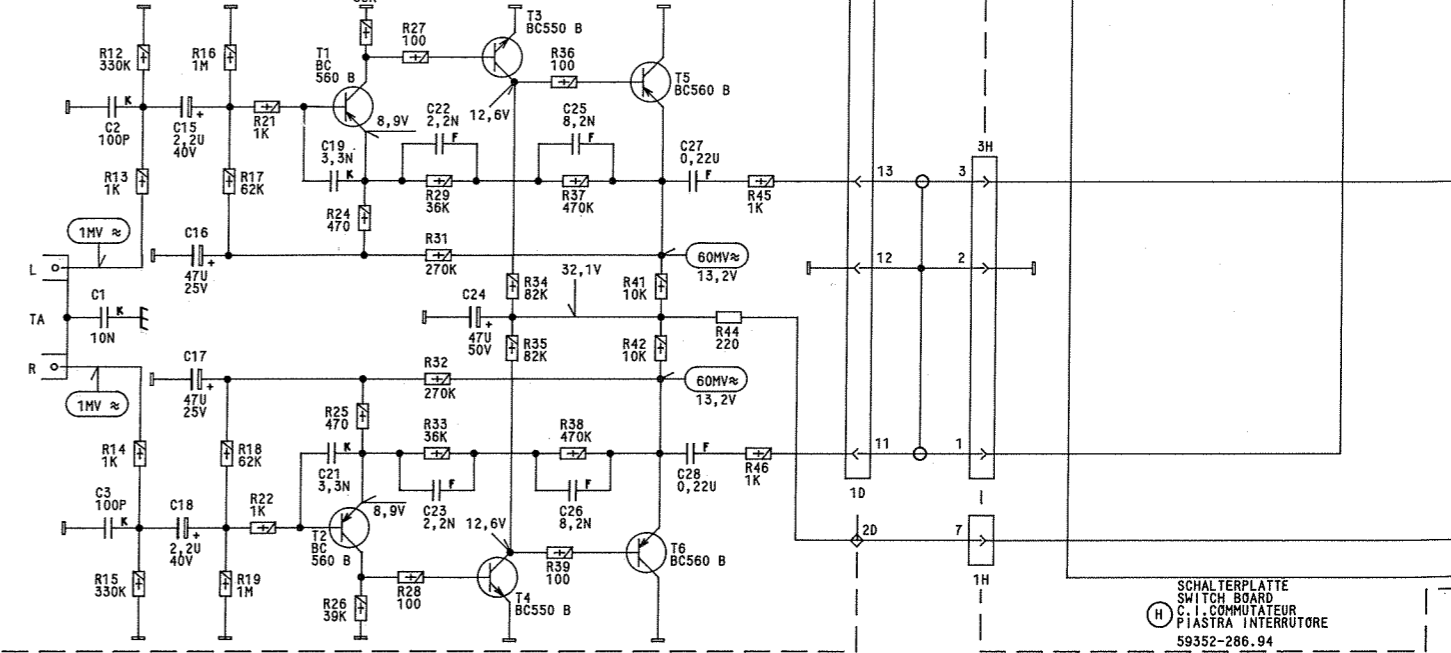 R12
330K
R16
1M
T1
BC
560 B
R27
100
T3
BC550 B
R36
100
T5
BC560 B
K
C2
100P
C15
2,2U
40V
+
R21
1K
8,9V
12,6V
C22
2,2N
F
C25
8,2N
F
C27
0,22U
F
C19
3,3N
K
R13
1K
R17
62K
R29
36K
R37
470K
R45
1K
13
3
3H
R24
470
1MV ≈
C16
+
47U
25V
R31
270K
60MV≈
13,2V
12
2
L
TA
R
C1
K
10N
R34
82K
32,1V
R41
10K
C24
+
47U
50V
R35
82K
R42
10K
R44
220
1MV ≈
C17
+
47U
25V
R32
270K
60MV≈
13,2V
R25
470
R33
36K
R38
470K
R14
1K
R18
62K
K
C21
3,3N
F
C23
2,2N
F
C26
8,2N
F
C28
0,22U
R46
1K
11
1
1D
C3
100P
K
C18
+
2,2U
40V
R22
1K
T2
BC
560 B
8,9V
12,6V
R39
100
T6
BC560 B
2D
7
1H
R15
330K
R19
1M
R26
39K
R28
100
T4
BC550 B
H
SCHALTERPLATTE
SWITCH BOARD
C.I.COMMUTATEUR
PIASTRA INTERRUTORE
59352-286.94